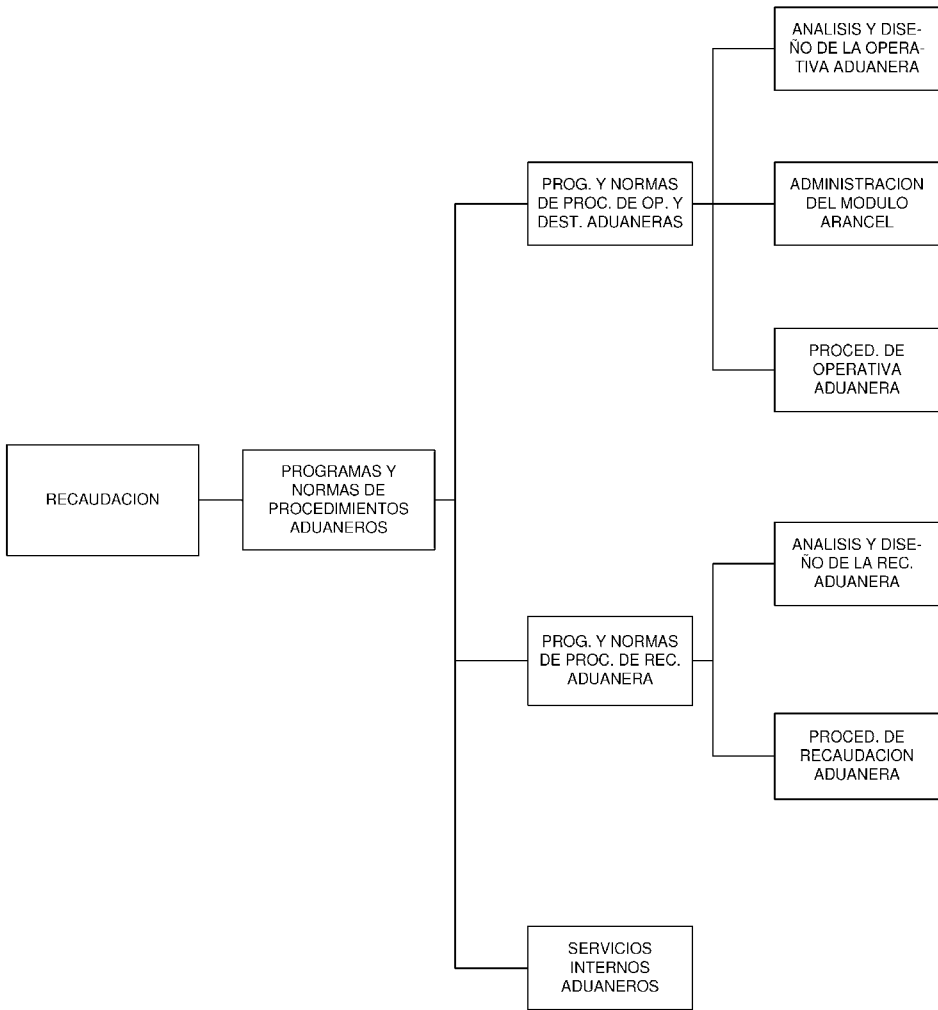 ANALISIS Y DISE-
ÑO DE LA OPERA-
TIVA ADUANERA
PROG. Y NORMAS
DE PROC. DE OP. Y
DEST. ADUANERAS
ADMINISTRACION
DEL MODULO
ARANCEL
PROCED. DE
OPERATIVA
ADUANERA
RECAUDACION
PROGRAMAS Y
NORMAS DE
PROCEDIMIENTOS
ADUANEROS
ANALISIS Y DISE-
ÑO DE LA REC.
ADUANERA
PROG. Y NORMAS
DE PROC. DE REC.
ADUANERA
PROCED. DE
RECAUDACION
ADUANERA
SERVICIOS
INTERNOS
ADUANEROS